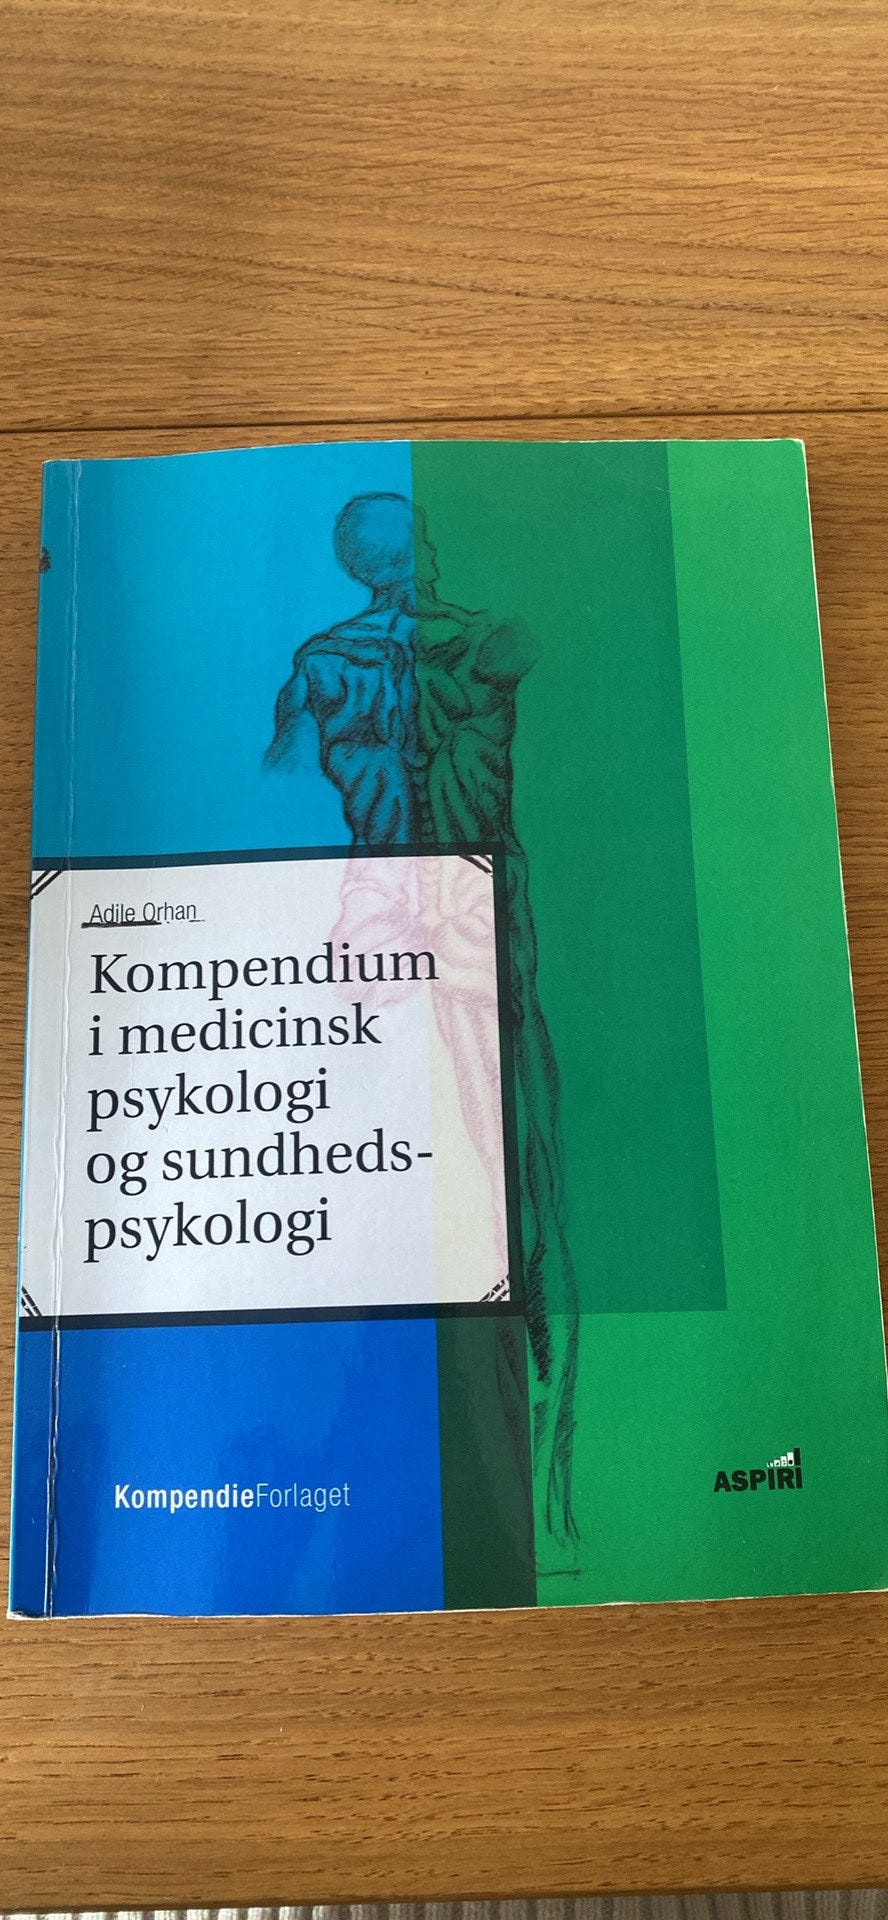 Adile Orhan
Kompendium
i medicinsk
psykologi
og sundheds-
psykologi
KompendieForlaget
ASPIRI